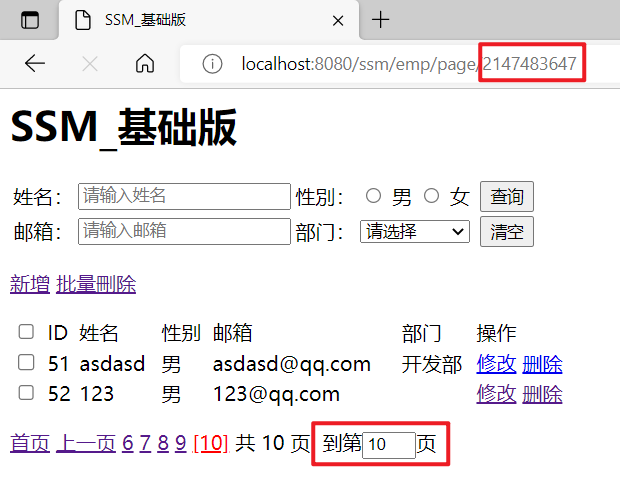 SSM_基础版
localhost:8080/ssm/emp/page/2147483647
SSM_基础版
姓名： 请输入姓名 性别： 男 女 查询
邮箱： 请输入邮箱 部门： 请选择 清空
新增 批量删除
ID 姓名 性别 邮箱 部门 操作
51 asdasd 男 asdasd@qq.com 开发部 修改 删除
52 123 男 123@qq.com 修改 删除
首页 上一页 6 7 8 9 [10] 共 10 页 到第10页